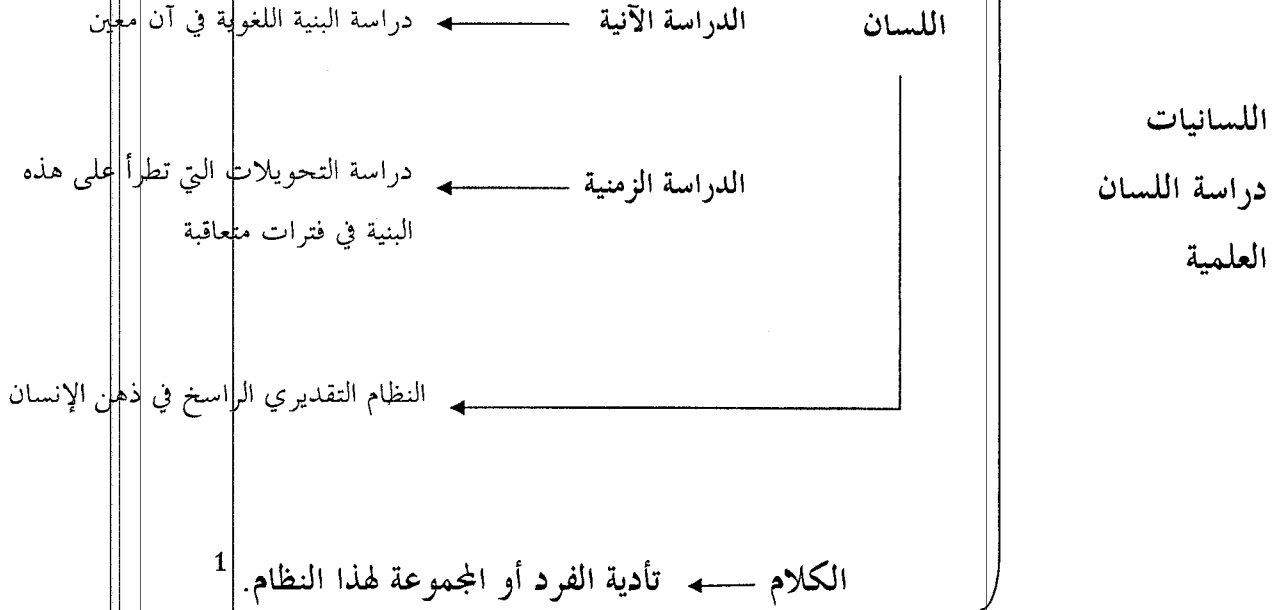 اللسانيات
دراسة اللسان
العلمية
اللسان
الدراسة الآنية
دراسة البنية اللغوية في آن معين
الدراسة الزمنية
دراسة التحويلات التي تطرأ على هذه
البنية في فترات متعاقبة
النظام التقديري الراسخ في ذهن الإنسان
الكلام تأدية الفرد أو المجموعة لهذا النظام. 1